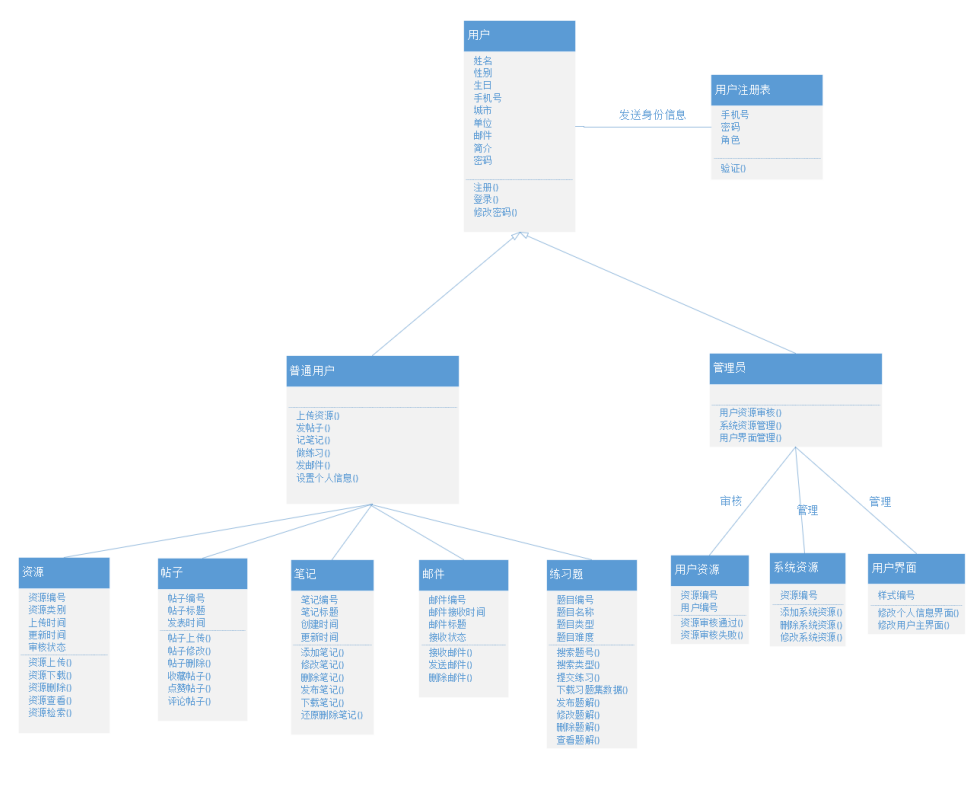 用户
姓名
性别
生日
手机号
城市
单位
邮件
简介
密码
注册()
登录()
修改密码()
发送身份信息
用户注册表
手机号
密码
角色
验证()
普通用户
上传资源()
发帖子()
记笔记()
做练习()
发邮件()
设置个人信息()
管理员
用户资源审核()
系统资源管理()
用户界面管理()
审核
管理
管理
资源
资源编号
资源类别
上传时间
更新时间
审核状态
资源上传()
资源下载()
资源删除()
资源查看()
资源检索()
帖子
帖子编号
帖子标题
发表时间
帖子上传()
帖子修改()
帖子删除()
收藏帖子()
点赞帖子()
评论帖子()
笔记
笔记编号
笔记标题
创建时间
更新时间
添加笔记()
修改笔记()
删除笔记()
发布笔记()
下载笔记()
还原删除笔记()
邮件
邮件编号
邮件接收时间
邮件标题
接收状态
接收邮件()
发送邮件()
删除邮件()
练习题
题目编号
题目名称
题目类型
题目难度
搜索题号()
搜索类型()
提交练习()
下载习题集数据()
发布题解()
修改题解()
删除题解()
查看题解()
用户资源
资源编号
用户编号
资源审核通过()
资源审核失败()
系统资源
资源编号
添加系统资源()
删除系统资源()
修改系统资源()
用户界面
样式编号
修改个人信息界面()
修改用户主界面()